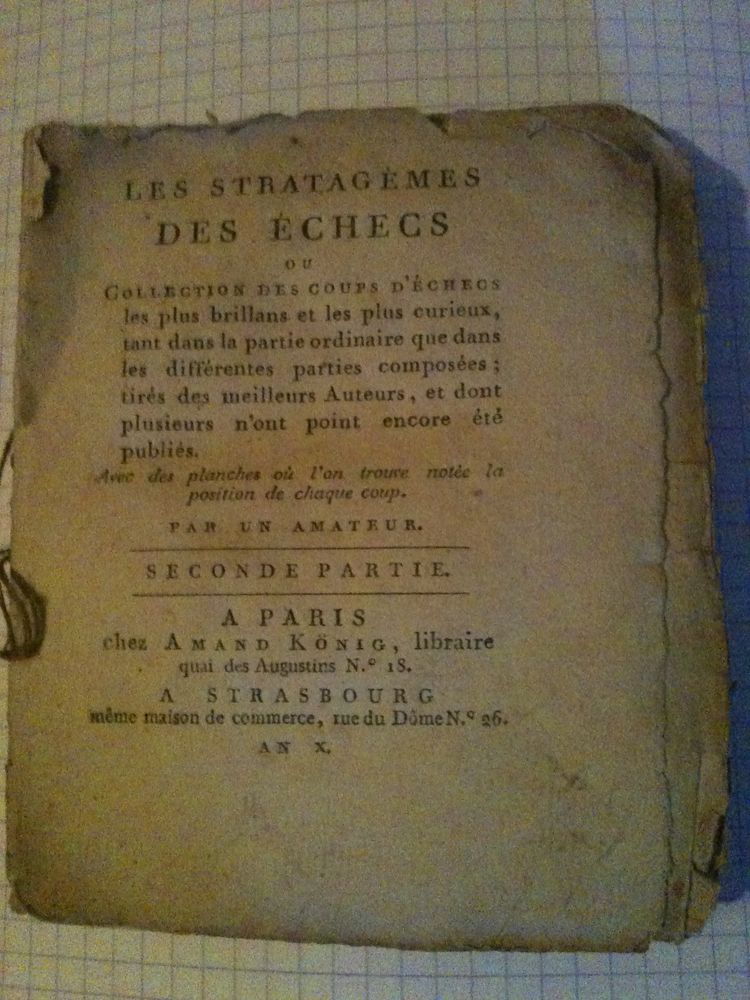 LES STRATAGÈMES
DES ÉCHECS
OU
COLLECTION DES COUPS D'ÉCHECS
les plus brillans et les plus curieux,
tant dans la partie ordinaire que dans
les différentes parties composées ;
tirés des meilleurs Auteurs, et dont
plusieurs n'ont point encore été
publiés.
Avec des planches où l'on trouve notée la
position de chaque coup.
PAR UN AMATEUR.
SECONDE PARTIE.
A PARIS
chez AMAND KÖNIG, libraire
quai des Augustins N.º 18.
A STRASBOURG
même maison de commerce, rue du Dôme N.º 26.
AN X.